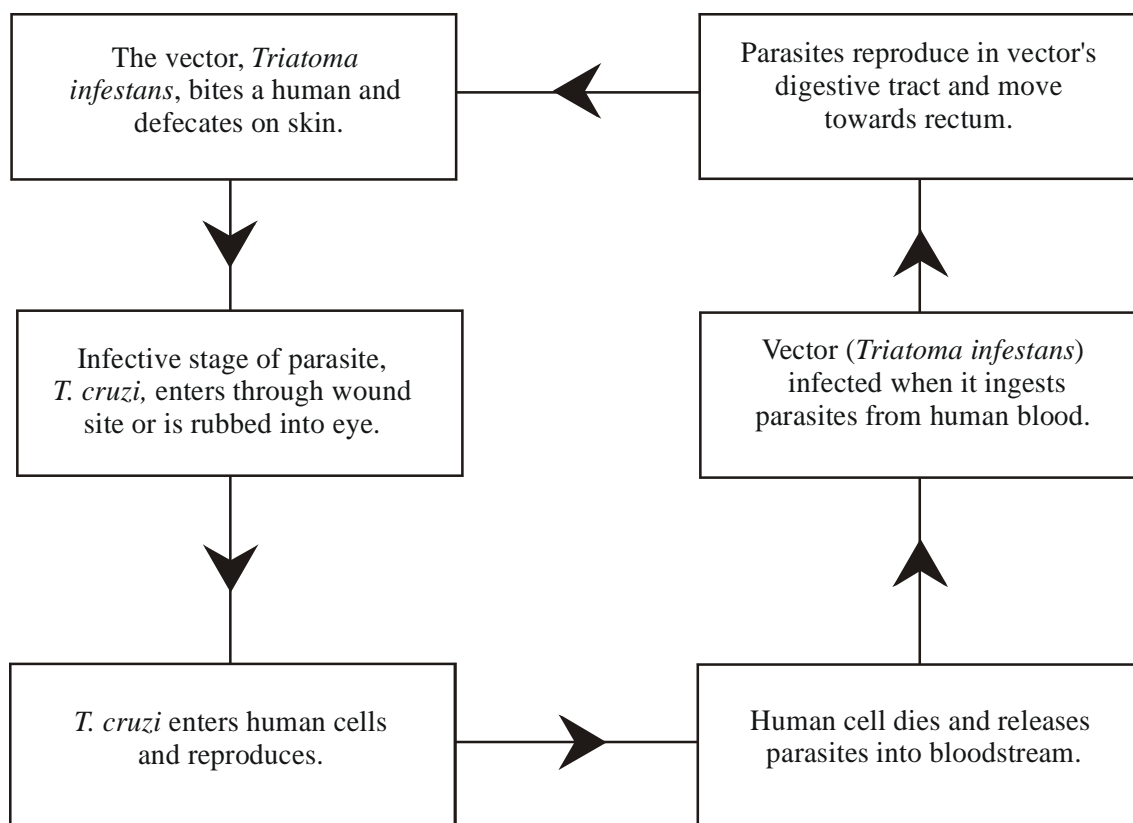 The vector, Triatoma
infestans, bites a human and
defecates on skin.
Parasites reproduce in vector's
digestive tract and move
towards rectum.
Infective stage of parasite,
T. cruzi, enters through wound
site or is rubbed into eye.
Vector (Triatoma infestans)
infected when it ingests
parasites from human blood.
T. cruzi enters human cells
and reproduces.
Human cell dies and releases
parasites into bloodstream.